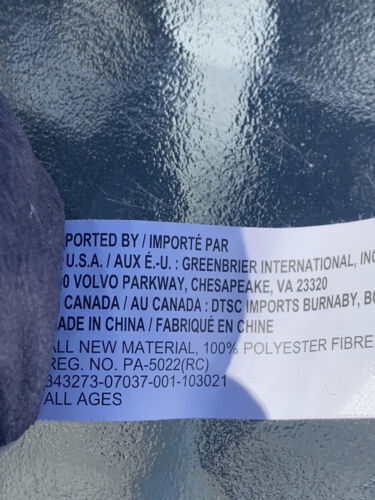 PORTED BY / IMPORTÉ PAR
U.S.A. / AUX É.-U. : GREENBRIER INTERNATIONAL, INC
0 VOLVO PARKWAY, CHESAPEAKE, VA 23320
CANADA / AU CANADA : DTSC IMPORTS BURNABY, BC
ADE IN CHINA / FABRIQUÉ EN CHINE
ALL NEW MATERIAL, 100% POLYESTER FIBRE
REG. NO. PA-5022(RC)
343273-07037-001-103021
ALL AGES